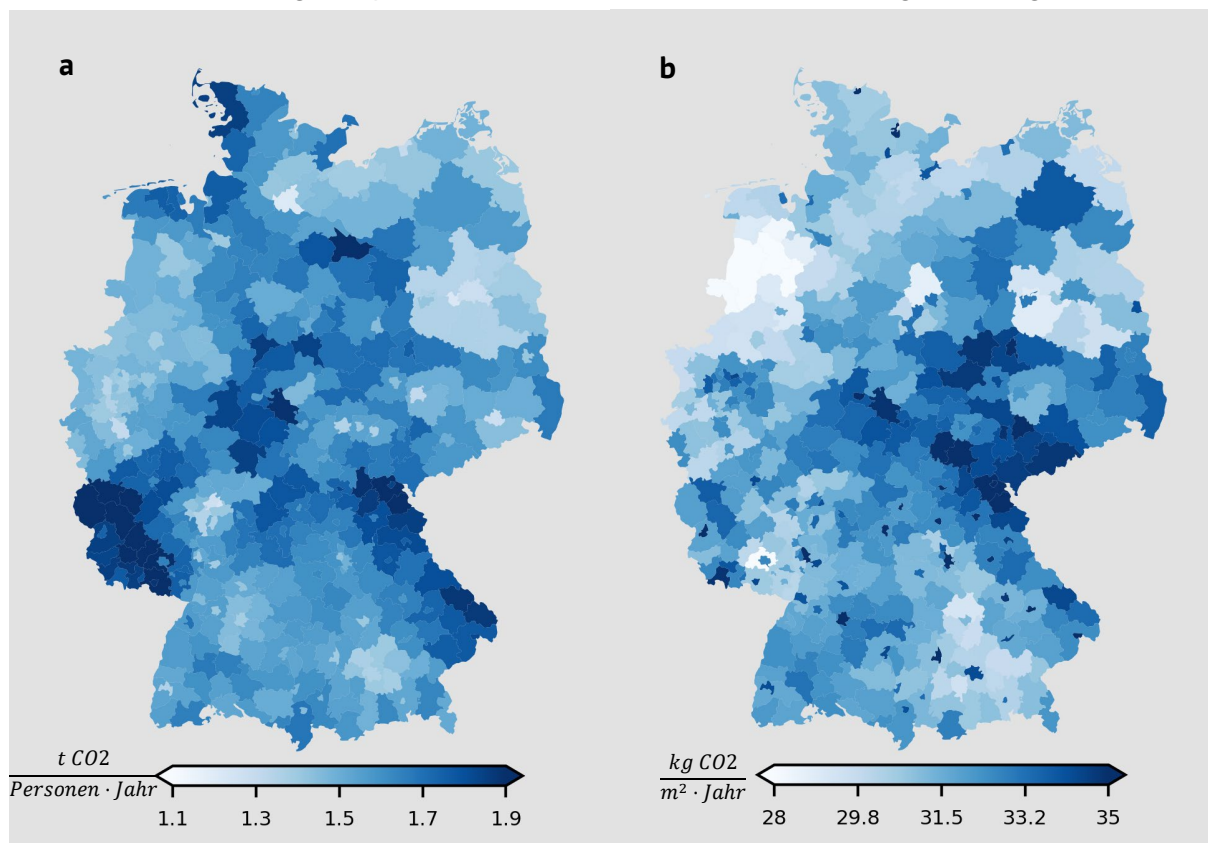 a
b
t CO2
Personen · Jahr
1.1 1.3 1.5 1.7 1.9
kg CO2
m² · Jahr
28 29.8 31.5 33.2 35